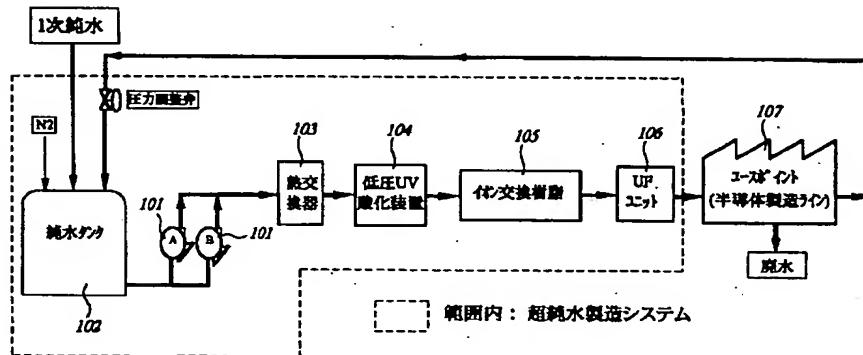 1次純水
圧力調整弁
N2
純水タンク
102
101
A
B
101
103
熱交
換器
104
低圧UV
酸化装置
105
イオン交換樹脂
106
UF
ユニット
107
ユースポイント
(半導体製造ライン)
廃水
範囲内： 超純水製造システム